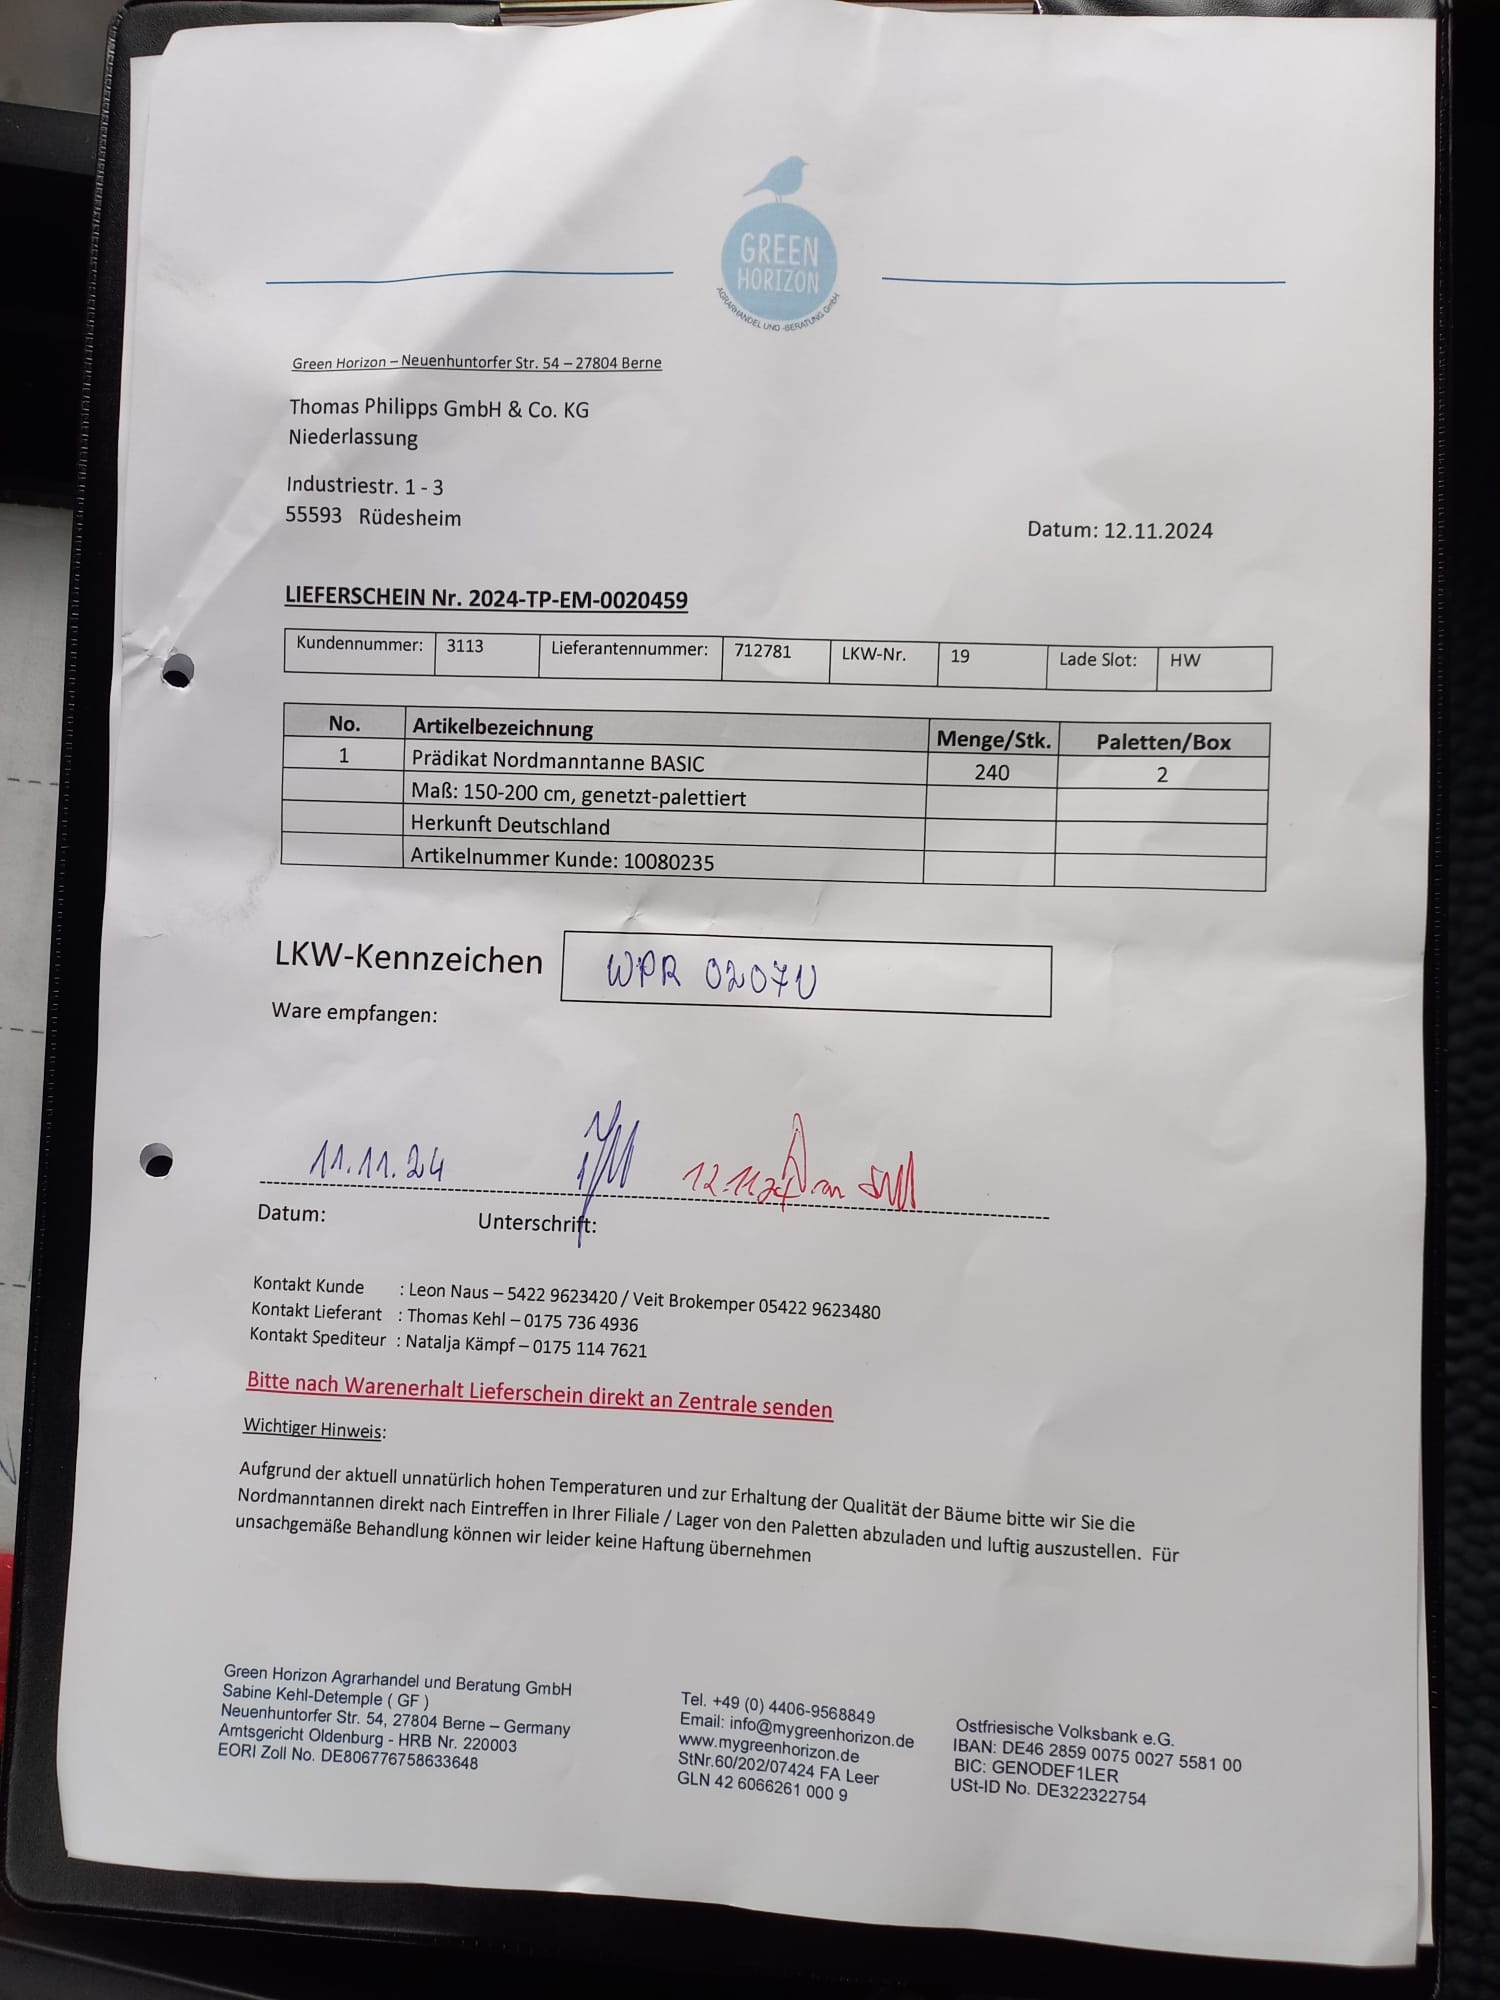 GREEN
HORIZON
AGRARHANDEL UND -BERATUNG GmbH
Green Horizon – Neuenhuntorfer Str. 54 – 27804 Berne
Thomas Philipps GmbH & Co. KG
Niederlassung
Industriestr. 1 - 3
55593 Rüdesheim
Datum: 12.11.2024
LIEFERSCHEIN Nr. 2024-TP-EM-0020459
Kundennummer: 3113 Lieferantennummer: 712781 LKW-Nr. 19 Lade Slot: HW
No. Artikelbezeichnung Menge/Stk. Paletten/Box
1 Prädikat Nordmanntanne BASIC 240 2
Maß: 150-200 cm, genetzt-palettiert
Herkunft Deutschland
Artikelnummer Kunde: 10080235
LKW-Kennzeichen WPR 0207V
Ware empfangen:
11.11.24 12.11.24
Datum: Unterschrift:
Kontakt Kunde : Leon Naus – 5422 9623420 / Veit Brokemper 05422 9623480
Kontakt Lieferant : Thomas Kehl – 0175 736 4936
Kontakt Spediteur : Natalja Kämpf – 0175 114 7621
Bitte nach Warenerhalt Lieferschein direkt an Zentrale senden
Wichtiger Hinweis:
Aufgrund der aktuell unnatürlich hohen Temperaturen und zur Erhaltung der Qualität der Bäume bitte wir Sie die
Nordmanntannen direkt nach Eintreffen in Ihrer Filiale / Lager von den Paletten abzuladen und luftig auszustellen. Für
unsachgemäße Behandlung können wir leider keine Haftung übernehmen
Green Horizon Agrarhandel und Beratung GmbH
Sabine Kehl-Detemple ( GF )
Neuenhuntorfer Str. 54, 27804 Berne – Germany
Amtsgericht Oldenburg - HRB Nr. 220003
EORI Zoll No. DE806776758633648
Tel. +49 (0) 4406-9568849
Email: info@mygreenhorizon.de
www.mygreenhorizon.de
StNr.60/202/07424 FA Leer
GLN 42 6066261 000 9
Ostfriesische Volksbank e.G.
IBAN: DE46 2859 0075 0027 5581 00
BIC: GENODEF1LER
USt-ID No. DE322322754